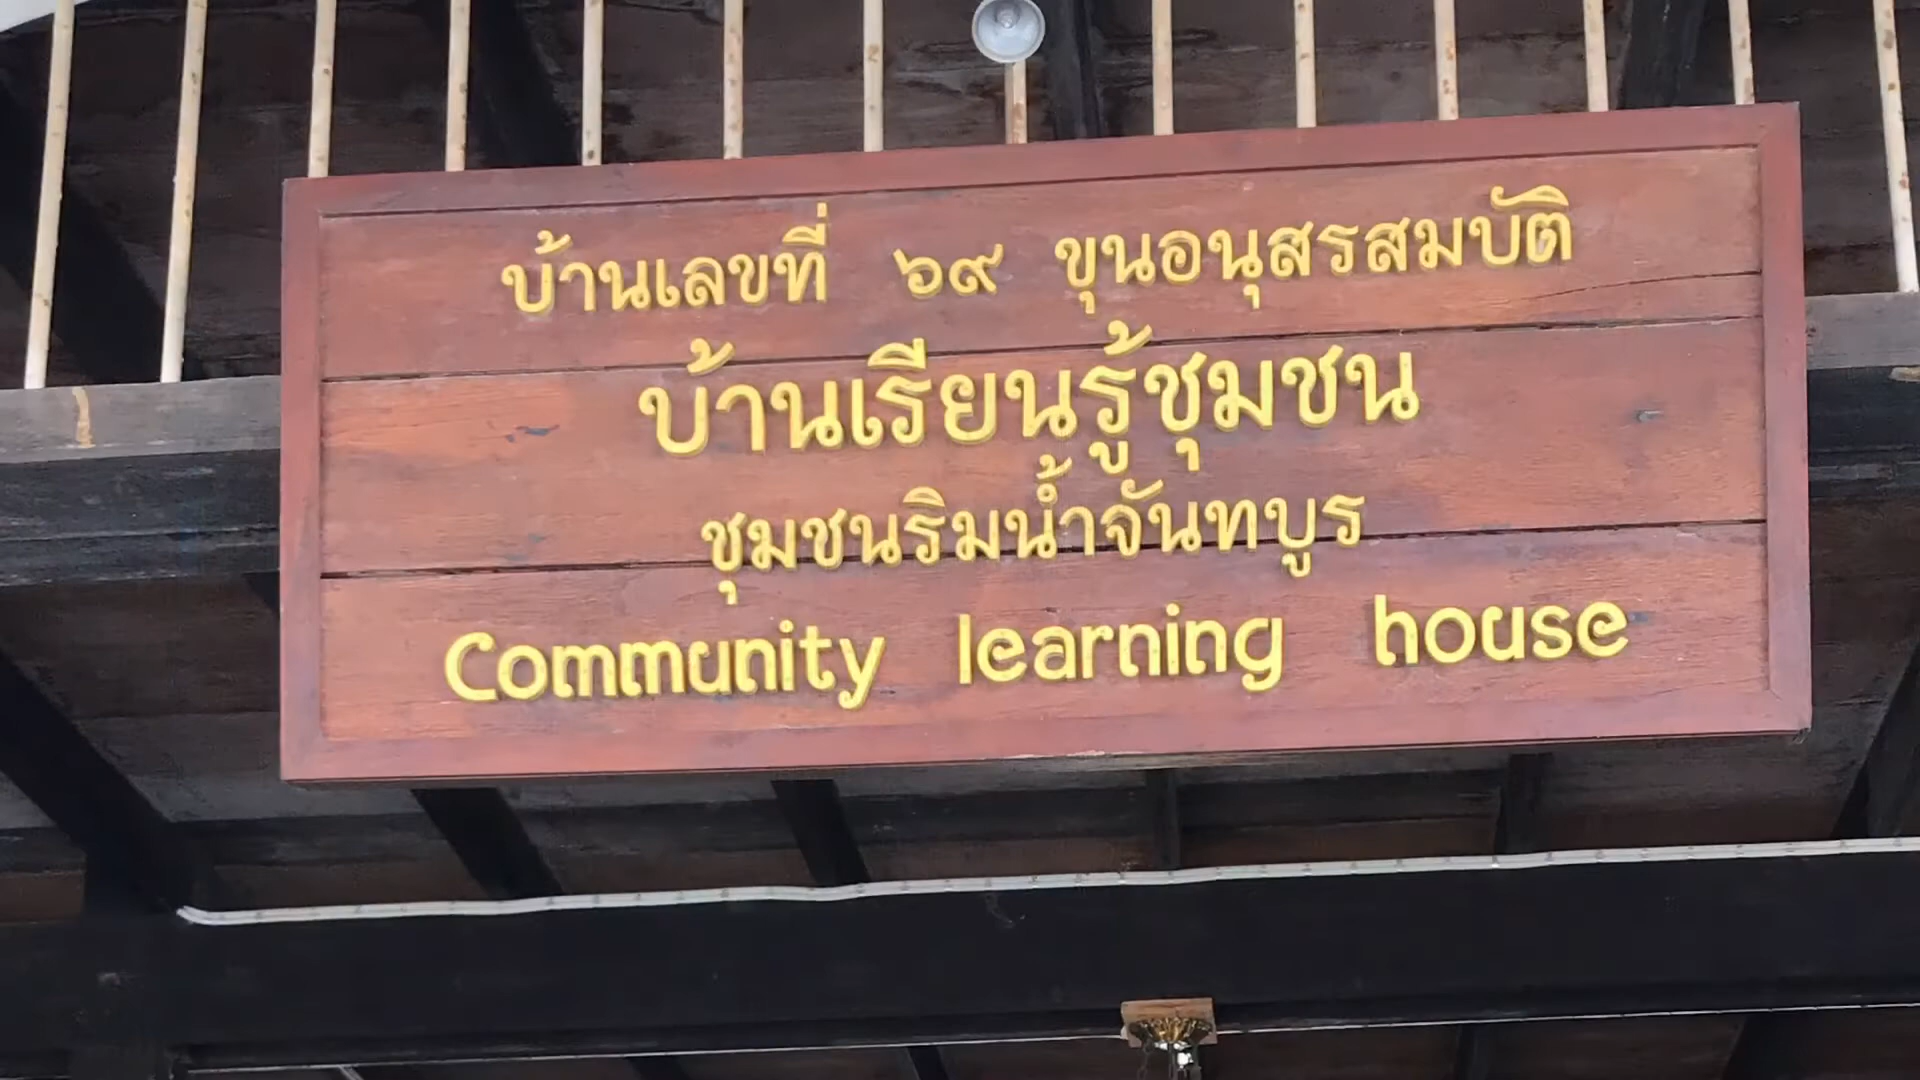 บ้านเลขที่ ๖๙ ขุนอนุสรสมบัติ
บ้านเรียนรู้ชุมชน
ชุมชนริมน้ำจันทบูร
Community learning house